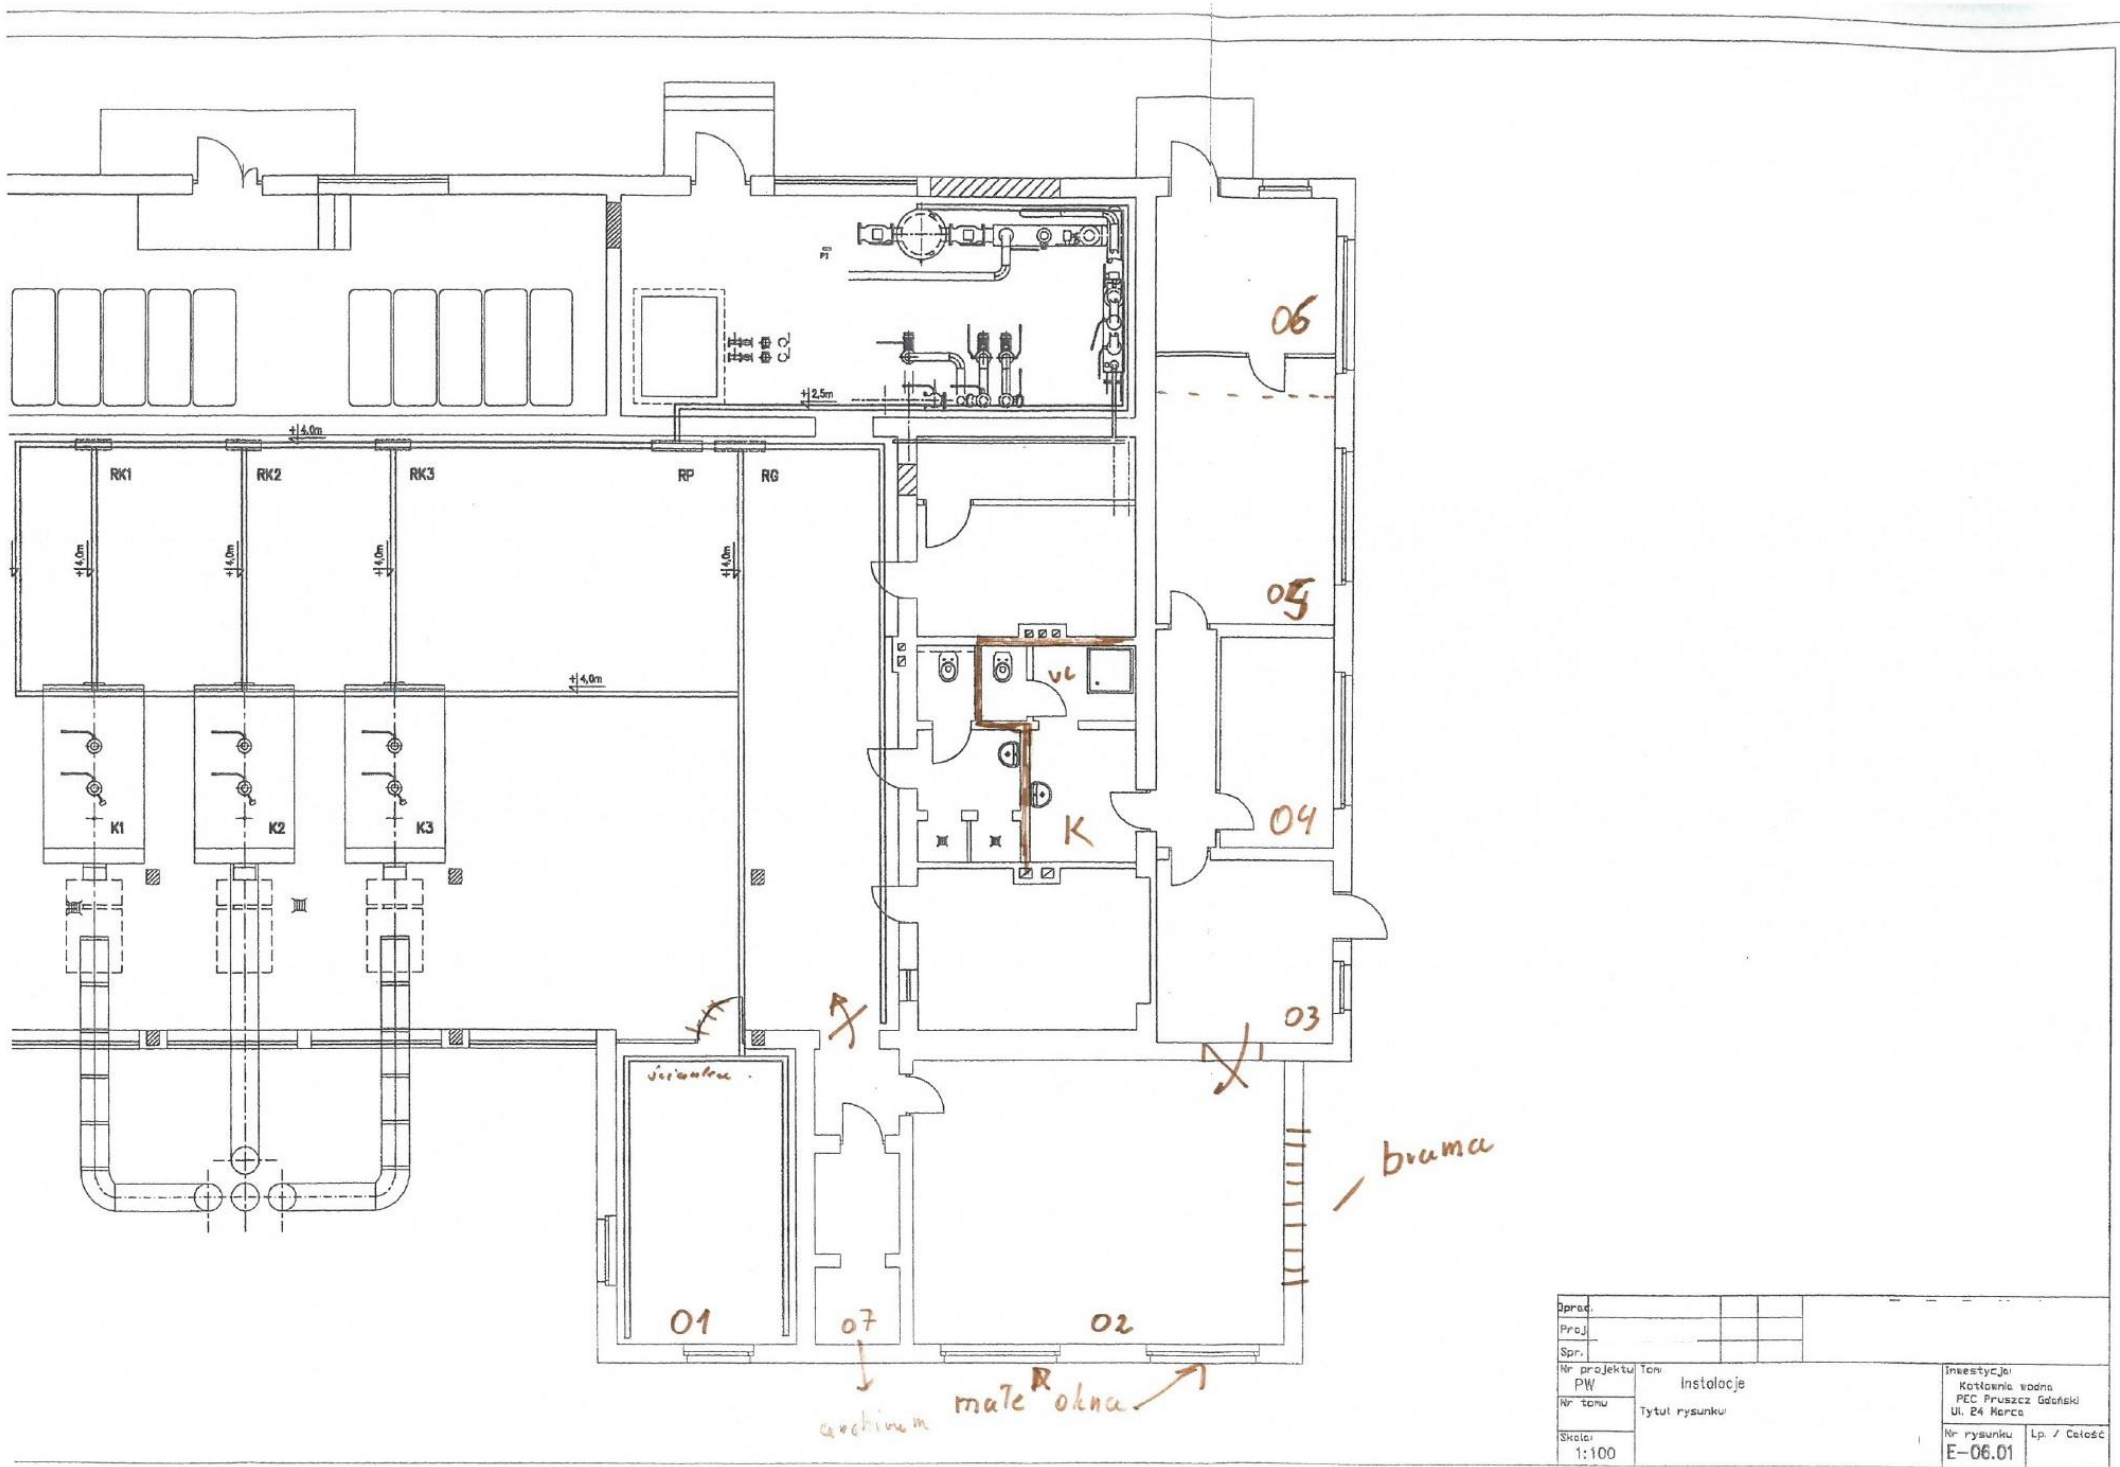 06
PI
+2,5m
+4,0m
RK1
RK2
RK3
RP
RG
+4,0m
+4,0m
+4,0m
+4,0m
05
+4,0m
K1
K2
K3
K
04
03
brama
01
07
02
małe okna
archiwum
Oprac.
Proj.
Spr.
Nr projektu
PW
Tom:
Instalacje
Inwestycja:
Kotłownia wodna
PEC Pruszcz Gdański
Ul. 24 Marca
Nr tomu
Tytuł rysunku:
Skala:
1:100
Nr rysunku
E-06.01
Lp. / Całość